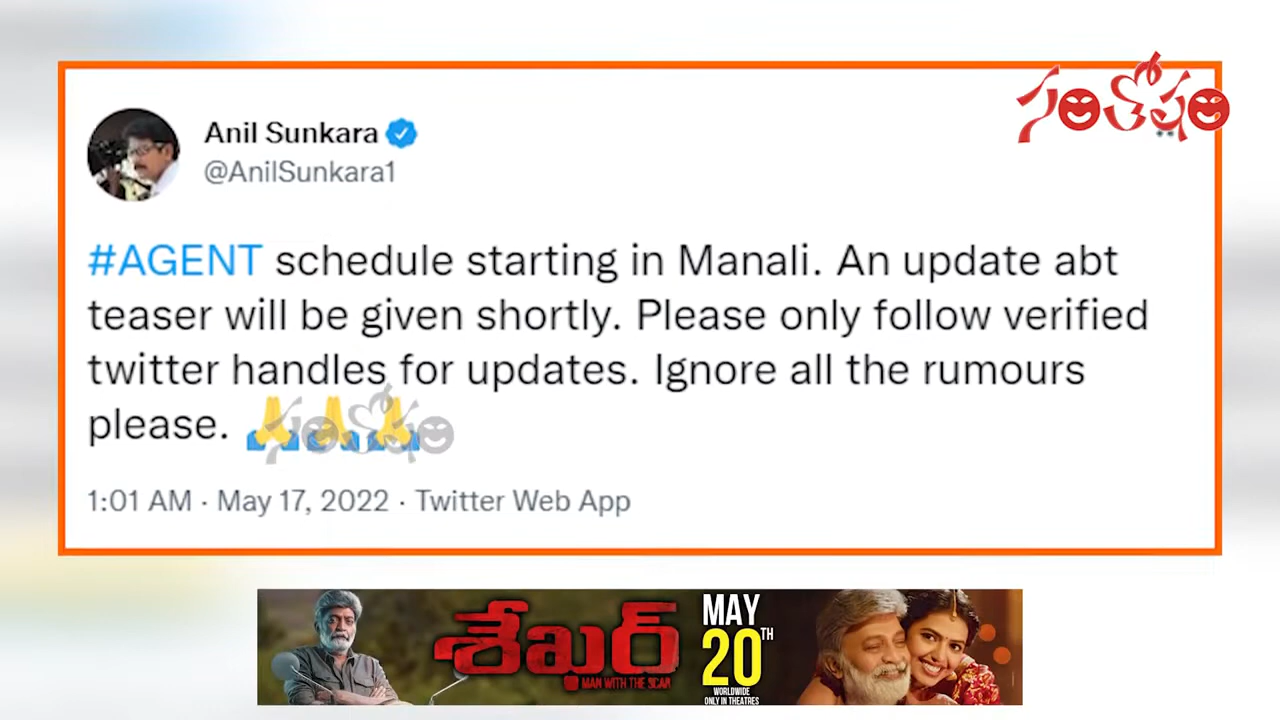 సంతోషం
Anil Sunkara
@AnilSunkara1
#AGENT schedule starting in Manali. An update abt
teaser will be given shortly. Please only follow verified
twitter handles for updates. Ignore all the rumours
please. 🙏🙏🙏
సంతోషం
1:01 AM · May 17, 2022 · Twitter Web App
శేఖర్
MAN WITH THE SCAR
MAY
20TH
WORLDWIDE
ONLY IN THEATRES